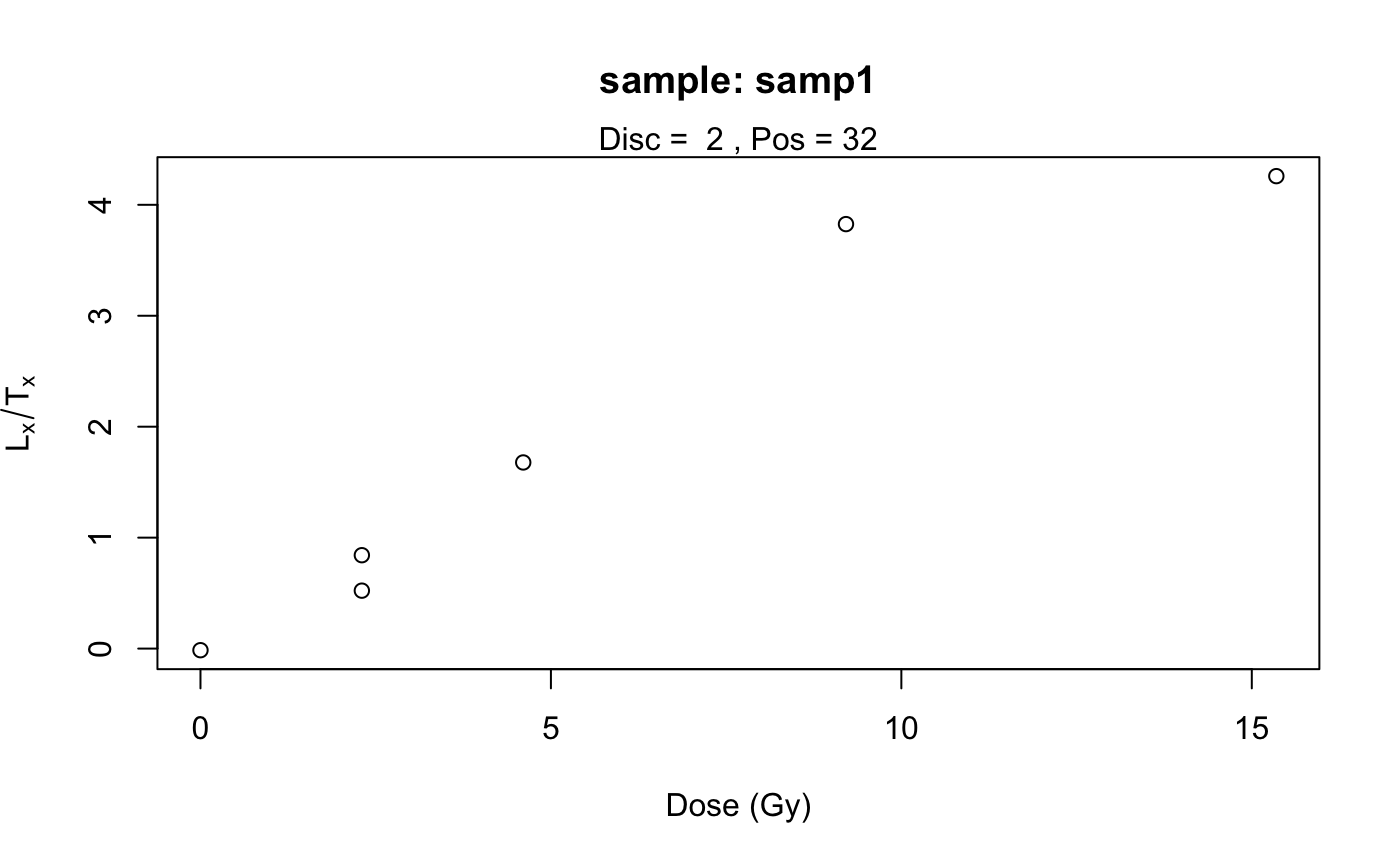 sample: samp1
Disc =  2 , Pos = 32
Lx/Tx
4
3
2
1
0
0 5 10 15
Dose (Gy)